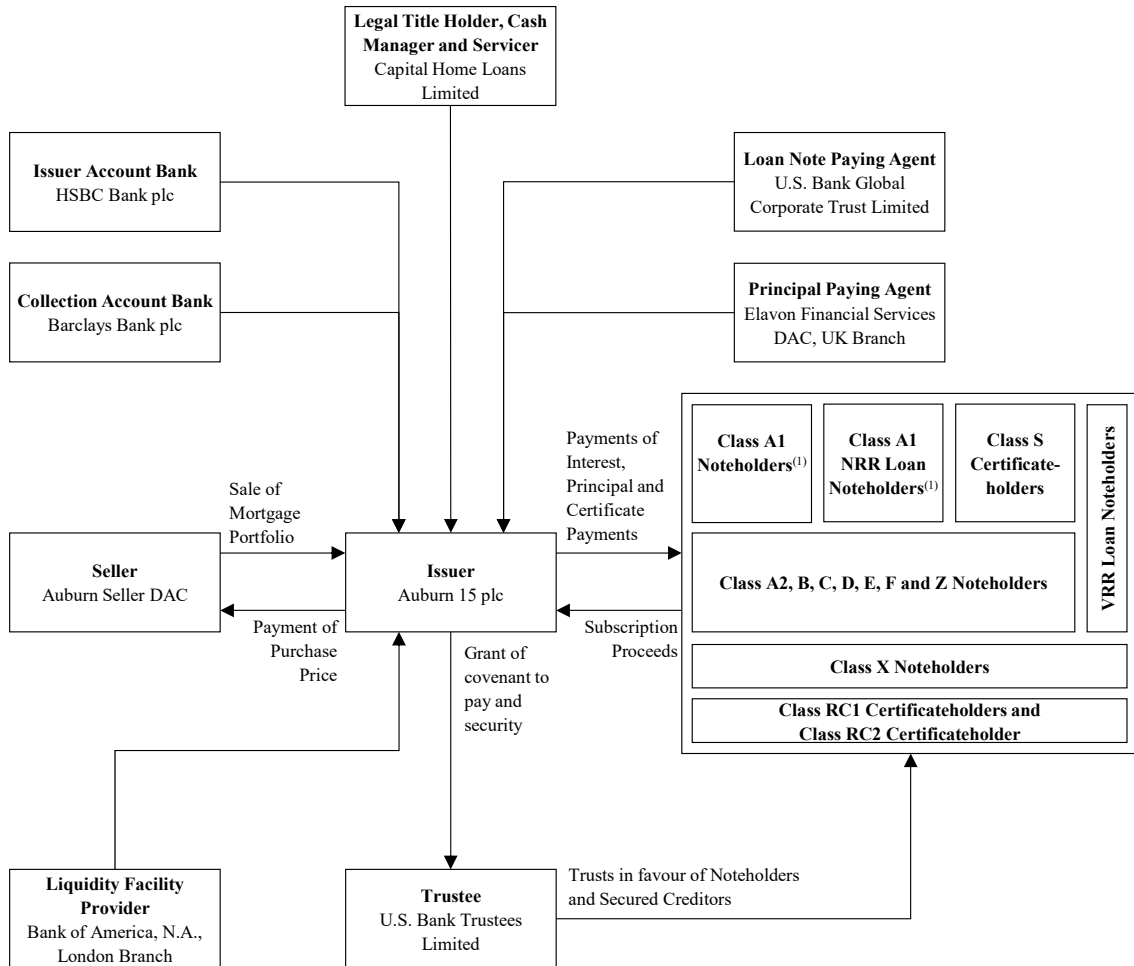 Legal Title Holder, Cash
Manager and Servicer
Capital Home Loans
Limited
Issuer Account Bank
HSBC Bank plc
Loan Note Paying Agent
U.S. Bank Global
Corporate Trust Limited
Collection Account Bank
Barclays Bank plc
Principal Paying Agent
Elavon Financial Services
DAC, UK Branch
Sale of
Mortgage
Portfolio
Payments of
Interest,
Principal and
Certificate
Payments
Class A1
Noteholders(1)
Class A1
NRR Loan
Noteholders(1)
Class S
Certificate-
holders
VRR Loan Noteholders
Seller
Auburn Seller DAC
Issuer
Auburn 15 plc
Class A2, B, C, D, E, F and Z Noteholders
Payment of
Purchase
Price
Grant of
covenant to
pay and
security
Subscription
Proceeds
Class X Noteholders
Class RC1 Certificateholders and
Class RC2 Certificateholder
Liquidity Facility
Provider
Bank of America, N.A.,
London Branch
Trustee
U.S. Bank Trustees
Limited
Trusts in favour of Noteholders
and Secured Creditors